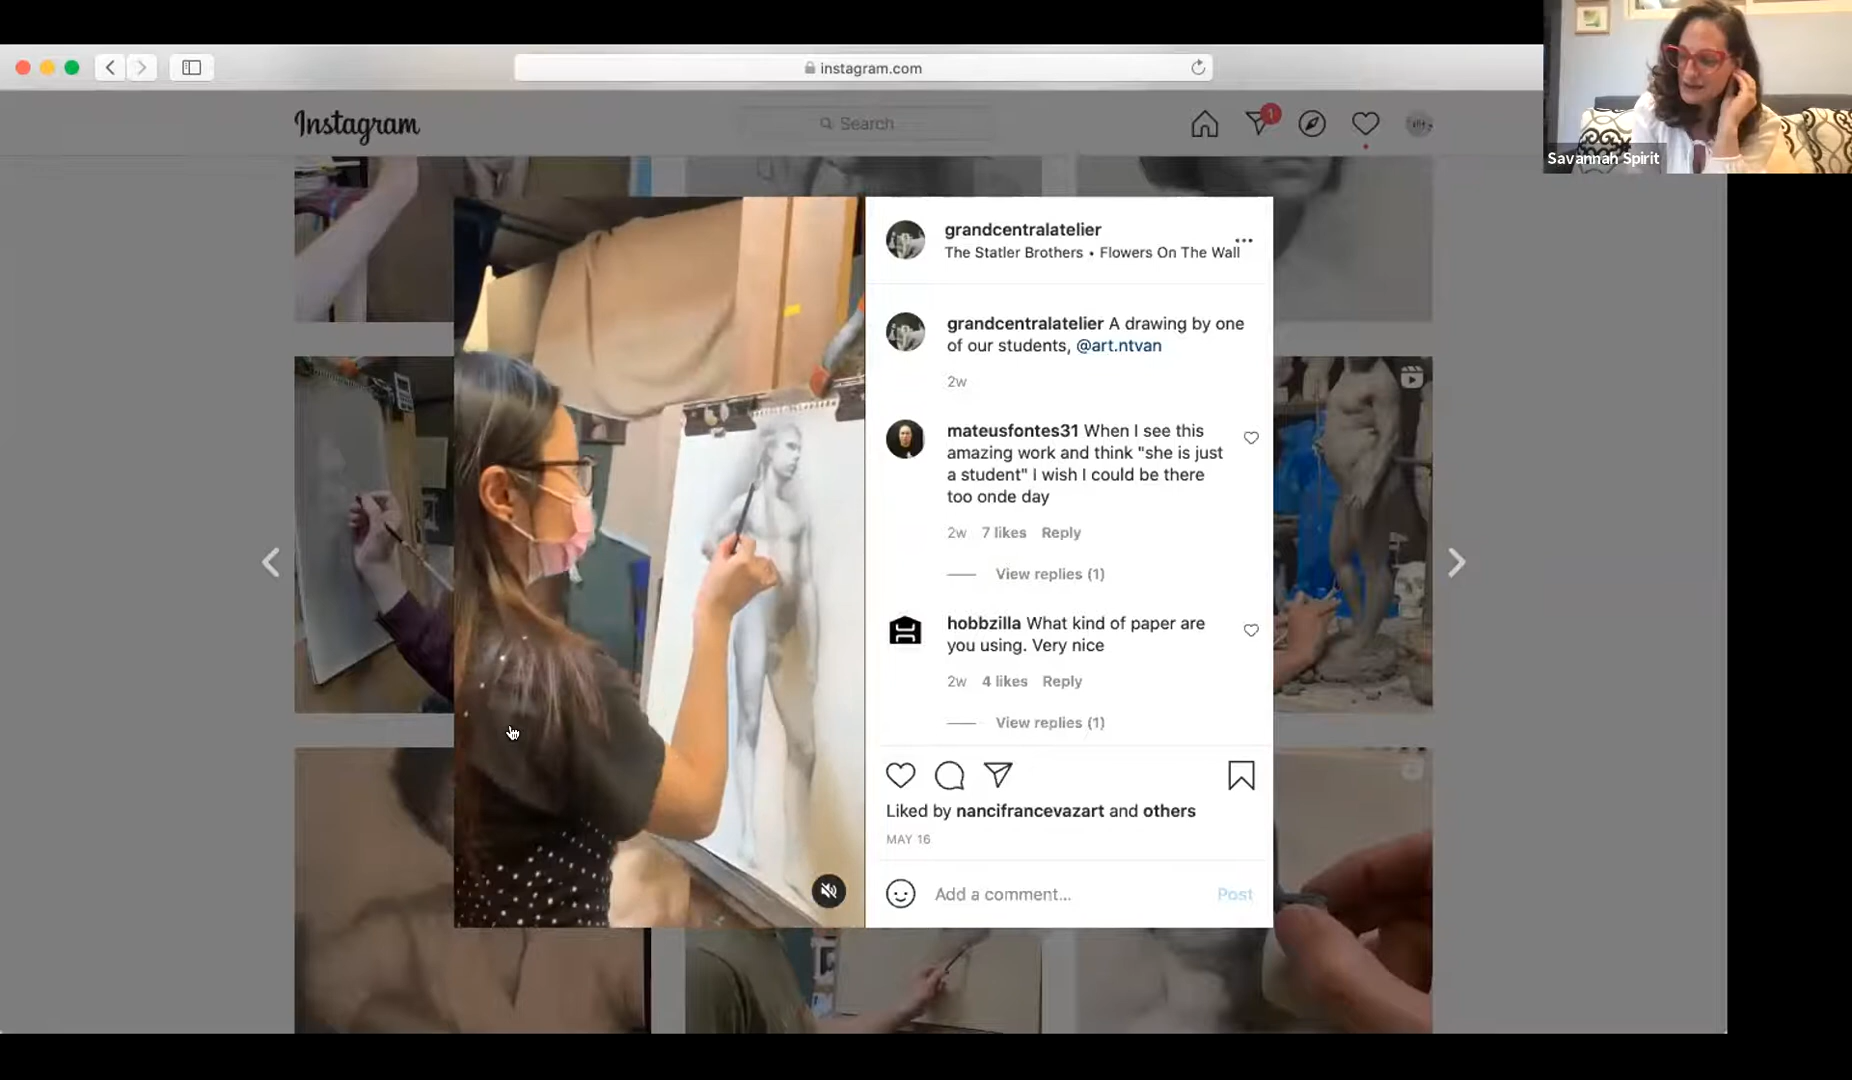 instagram.com
Instagram
Search
1
Savannah Spirit
grandcentralatelier
The Statler Brothers • Flowers On The Wall
grandcentralatelier A drawing by one
of our students, @art.ntvan
2w
mateusfontes31 When I see this
amazing work and think "she is just
a student" I wish I could be there
too onde day
2w 7 likes Reply
View replies (1)
hobbzilla What kind of paper are
you using. Very nice
2w 4 likes Reply
View replies (1)
Liked by nancifrancevazart and others
MAY 16
Add a comment... Post